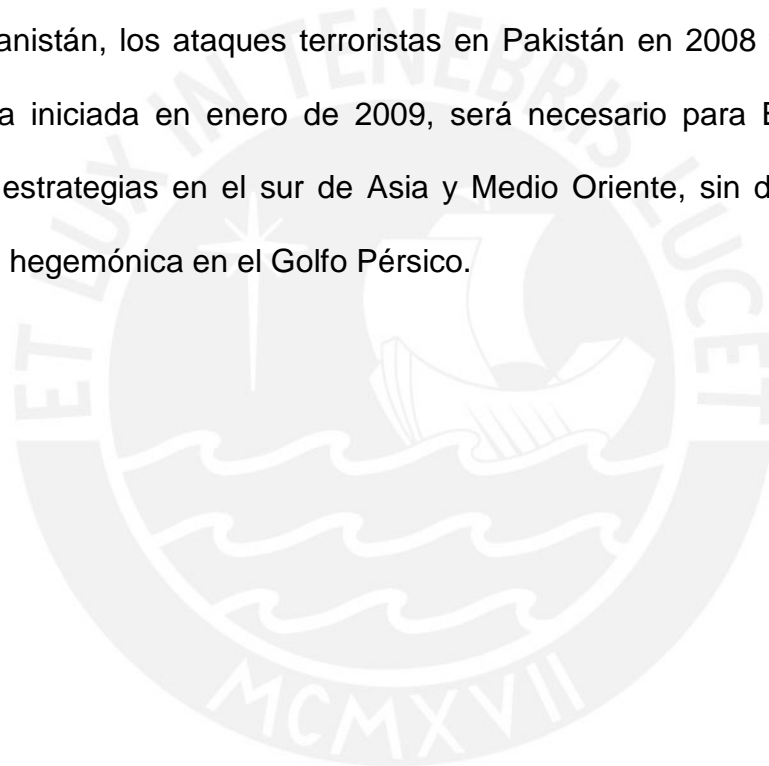 anistán, los ataques terroristas en Pakistán en 2008
a iniciada en enero de 2009, será necesario para
estrategias en el sur de Asia y Medio Oriente, sin
hegemónica en el Golfo Pérsico.
ET LUX IN TENEBRIS LUCET
MCMXVII